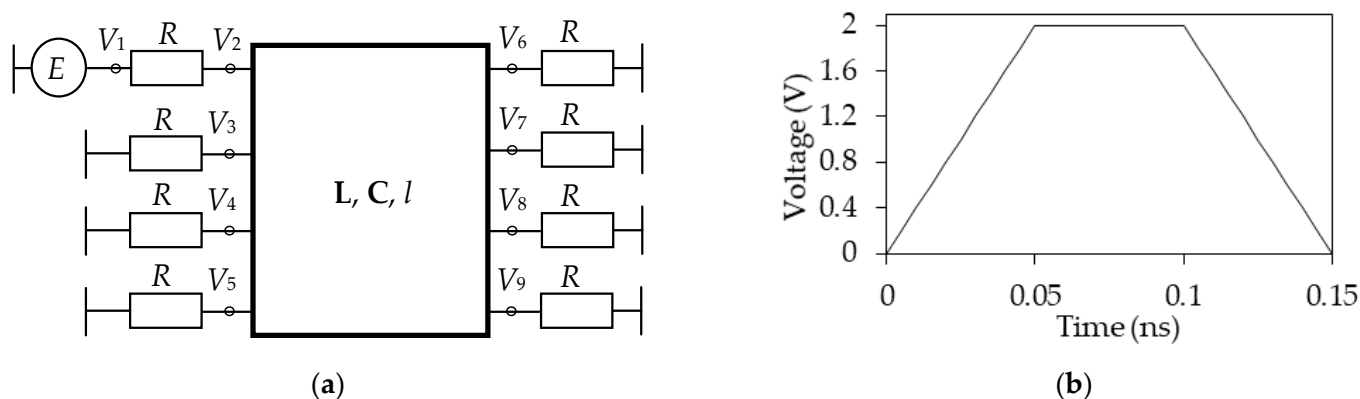 V1 R V2
E
V6 R
R V3
V7 R
L, C, l
R V4
V8 R
R V5
V9 R
(a)
Voltage (V)
2
1.6
1.2
0.8
0.4
0
0 0.05 0.1 0.15
Time (ns)
(b)